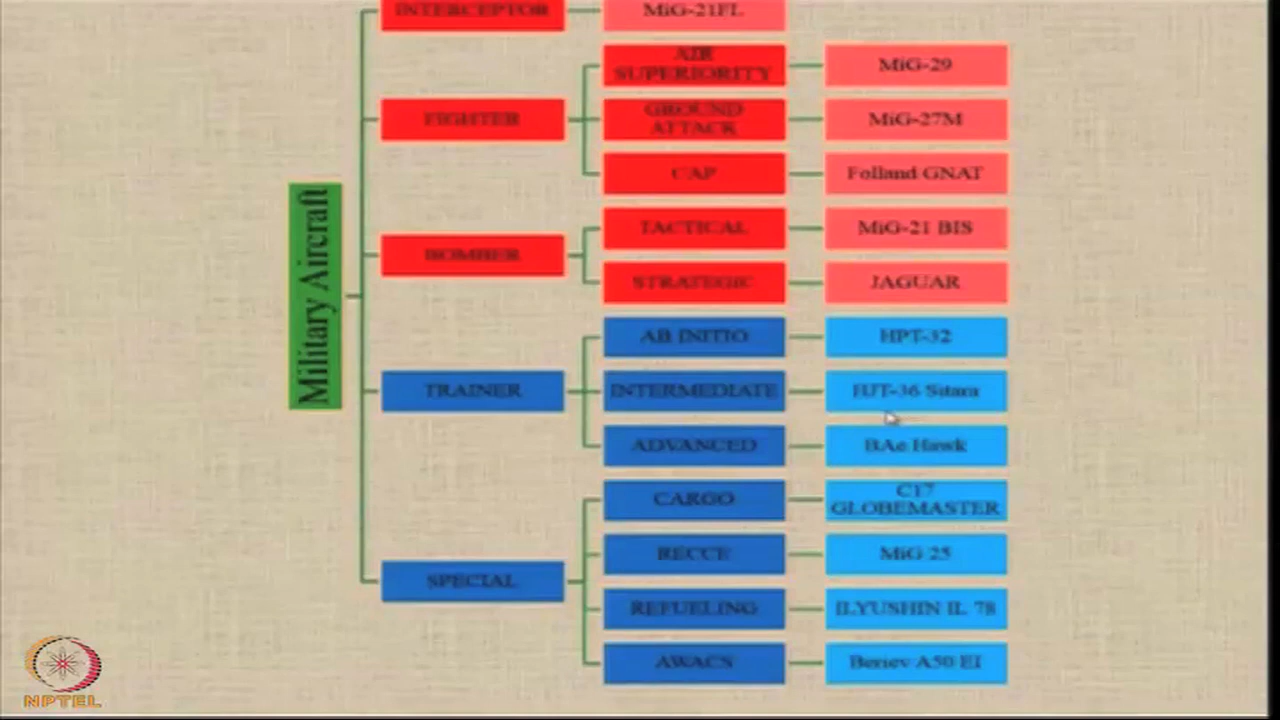 INTERCEPTOR
MiG-21FL
AIR
SUPERIORITY
MiG-29
FIGHTER
GROUND
ATTACK
MiG-27M
CAP
Folland GNAT
Military Aircraft
BOMBER
TACTICAL
MiG-21 BIS
STRATEGIC
JAGUAR
TRAINER
AB INITIO
HPT-32
INTERMEDIATE
HJT-36 Sitara
ADVANCED
BAe Hawk
SPECIAL
CARGO
C17
GLOBEMASTER
RECCE
MiG 25
REFUELING
ILYUSHIN IL 78
AWACS
Beriev A50 EI
NPTEL